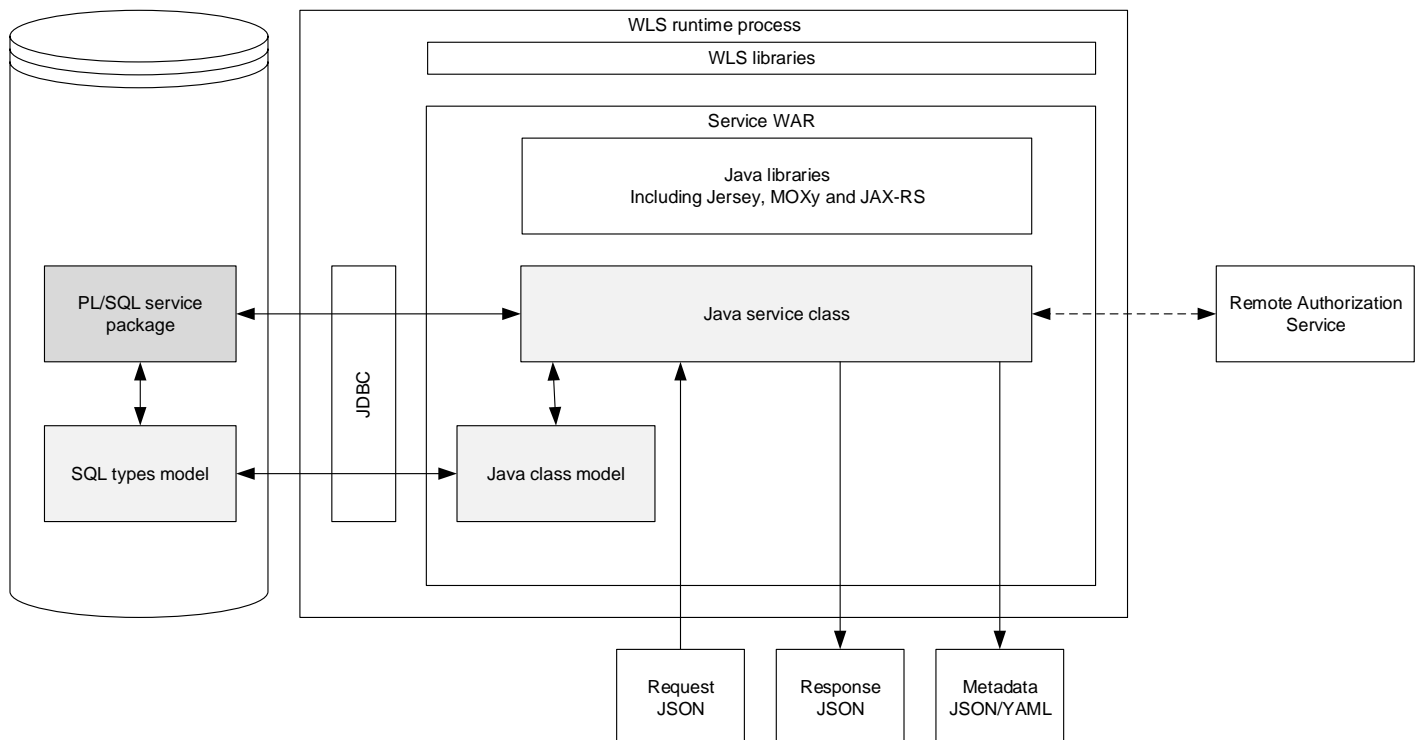 WLS runtime process
WLS libraries
Service WAR
Java libraries
Including Jersey, MOXy and JAX-RS
PL/SQL service
package
JDBC
Java service class
Remote Authorization
Service
SQL types model
Java class model
Request
JSON
Response
JSON
Metadata
JSON/YAML